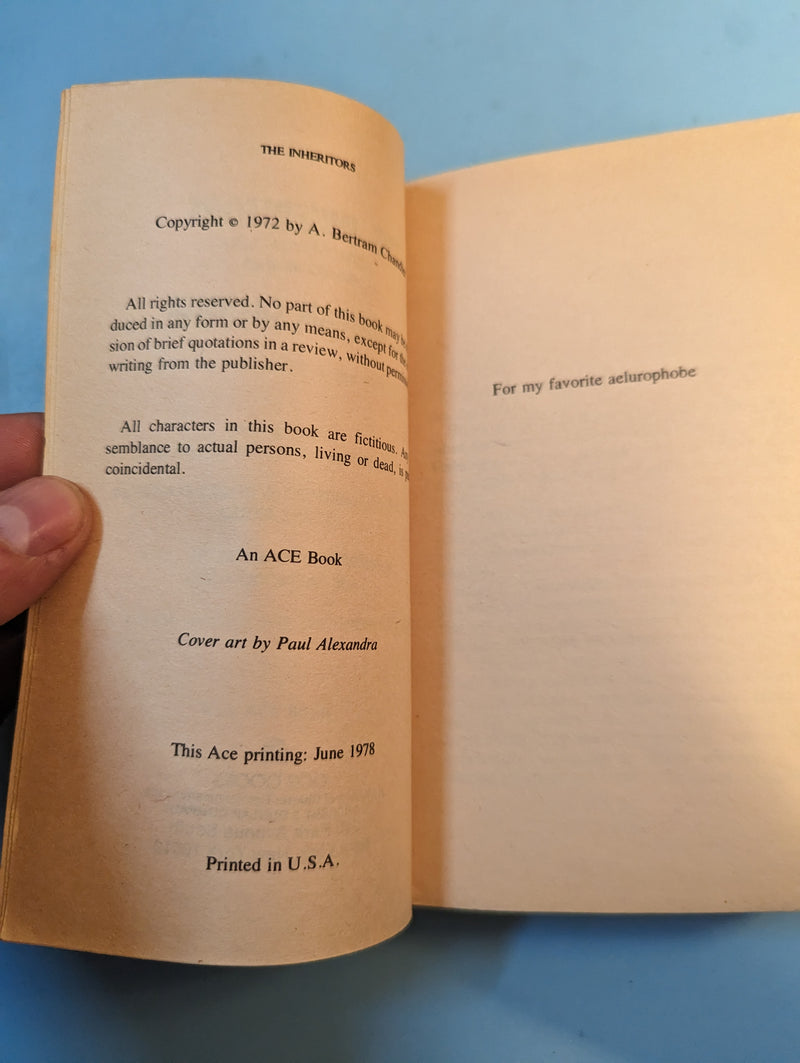 THE INHERITORS
Copyright © 1972 by A. Bertram
All rights reserved. No part of this book may
duced in any form or by any means, except for
sion of brief quotations in a review, without
writing from the publisher.
All characters in this book are fictitious.
semblance to actual persons, living or dead, is
coincidental.
An ACE Book
Cover art by Paul Alexandra
This Ace printing: June 1978
Printed in U.S.A.
For my favorite aelurophobe